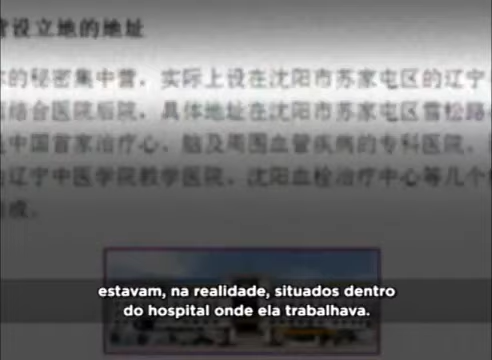 营设立地的地址
的秘密集中营，实际上设在沈阳市苏家屯区的辽宁
结合医院后院，具体地址在沈阳市苏家屯区雪松路
中国首家治疗心、脑及周围血管疾病的专科医院、
辽宁中医学院教学医院、沈阳血栓治疗中心等几个
成。
estavam, na realidade, situados dentro
do hospital onde ela trabalhava.